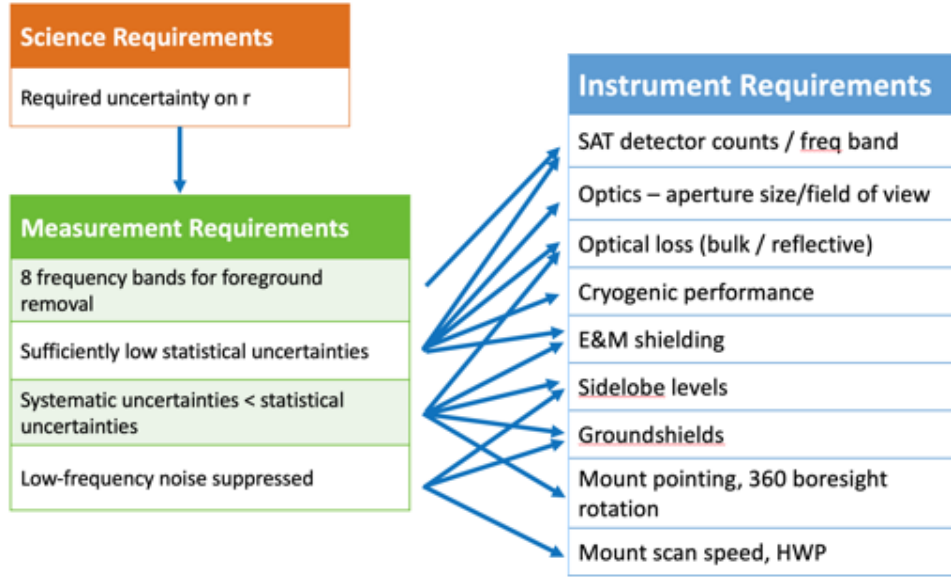 Science Requirements
Required uncertainty on r
Measurement Requirements
8 frequency bands for foreground
removal
Sufficiently low statistical uncertainties
Systematic uncertainties < statistical
uncertainties
Low-frequency noise suppressed
Instrument Requirements
SAT detector counts / freq band
Optics – aperture size/field of view
Optical loss (bulk / reflective)
Cryogenic performance
E&M shielding
Sidelobe levels
Groundshields
Mount pointing, 360 boresight
rotation
Mount scan speed, HWP